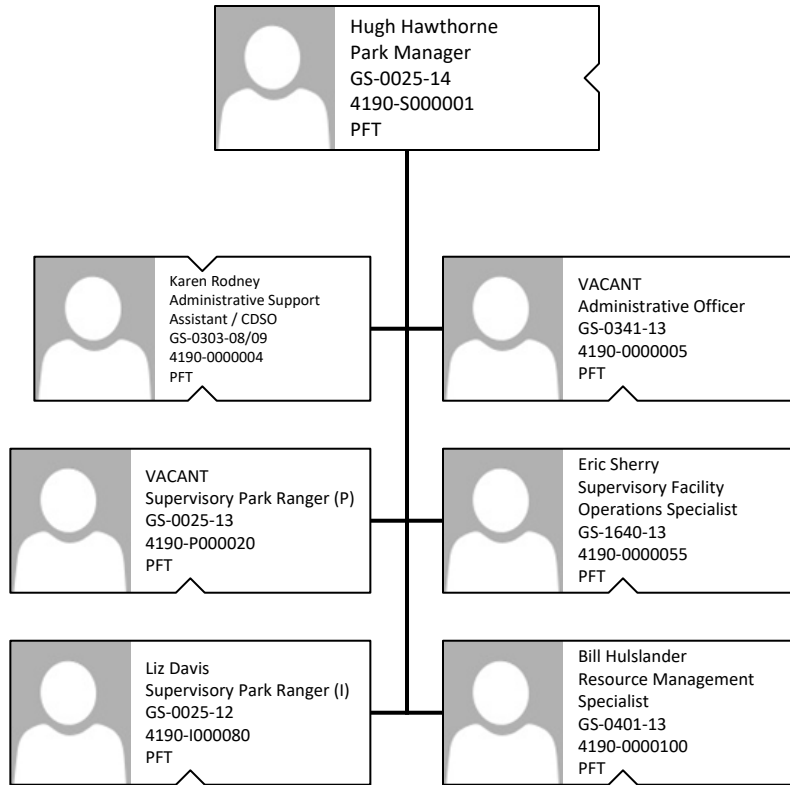 Hugh Hawthorne
Park Manager
GS-0025-14
4190-S000001
PFT
Karen Rodney
Administrative Support
Assistant / CDSO
GS-0303-08/09
4190-0000004
PFT
VACANT
Administrative Officer
GS-0341-13
4190-0000005
PFT
VACANT
Supervisory Park Ranger (P)
GS-0025-13
4190-P000020
PFT
Eric Sherry
Supervisory Facility
Operations Specialist
GS-1640-13
4190-0000055
PFT
Liz Davis
Supervisory Park Ranger (I)
GS-0025-12
4190-I000080
PFT
Bill Hulslander
Resource Management
Specialist
GS-0401-13
4190-0000100
PFT